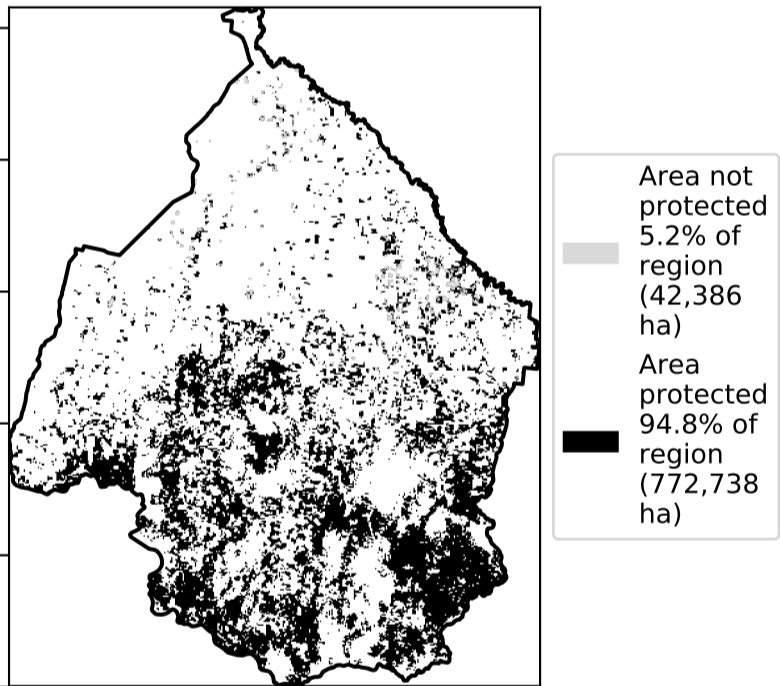 Area not
protected
5.2% of
region
(42,386
ha)
Area
protected
94.8% of
region
(772,738
ha)